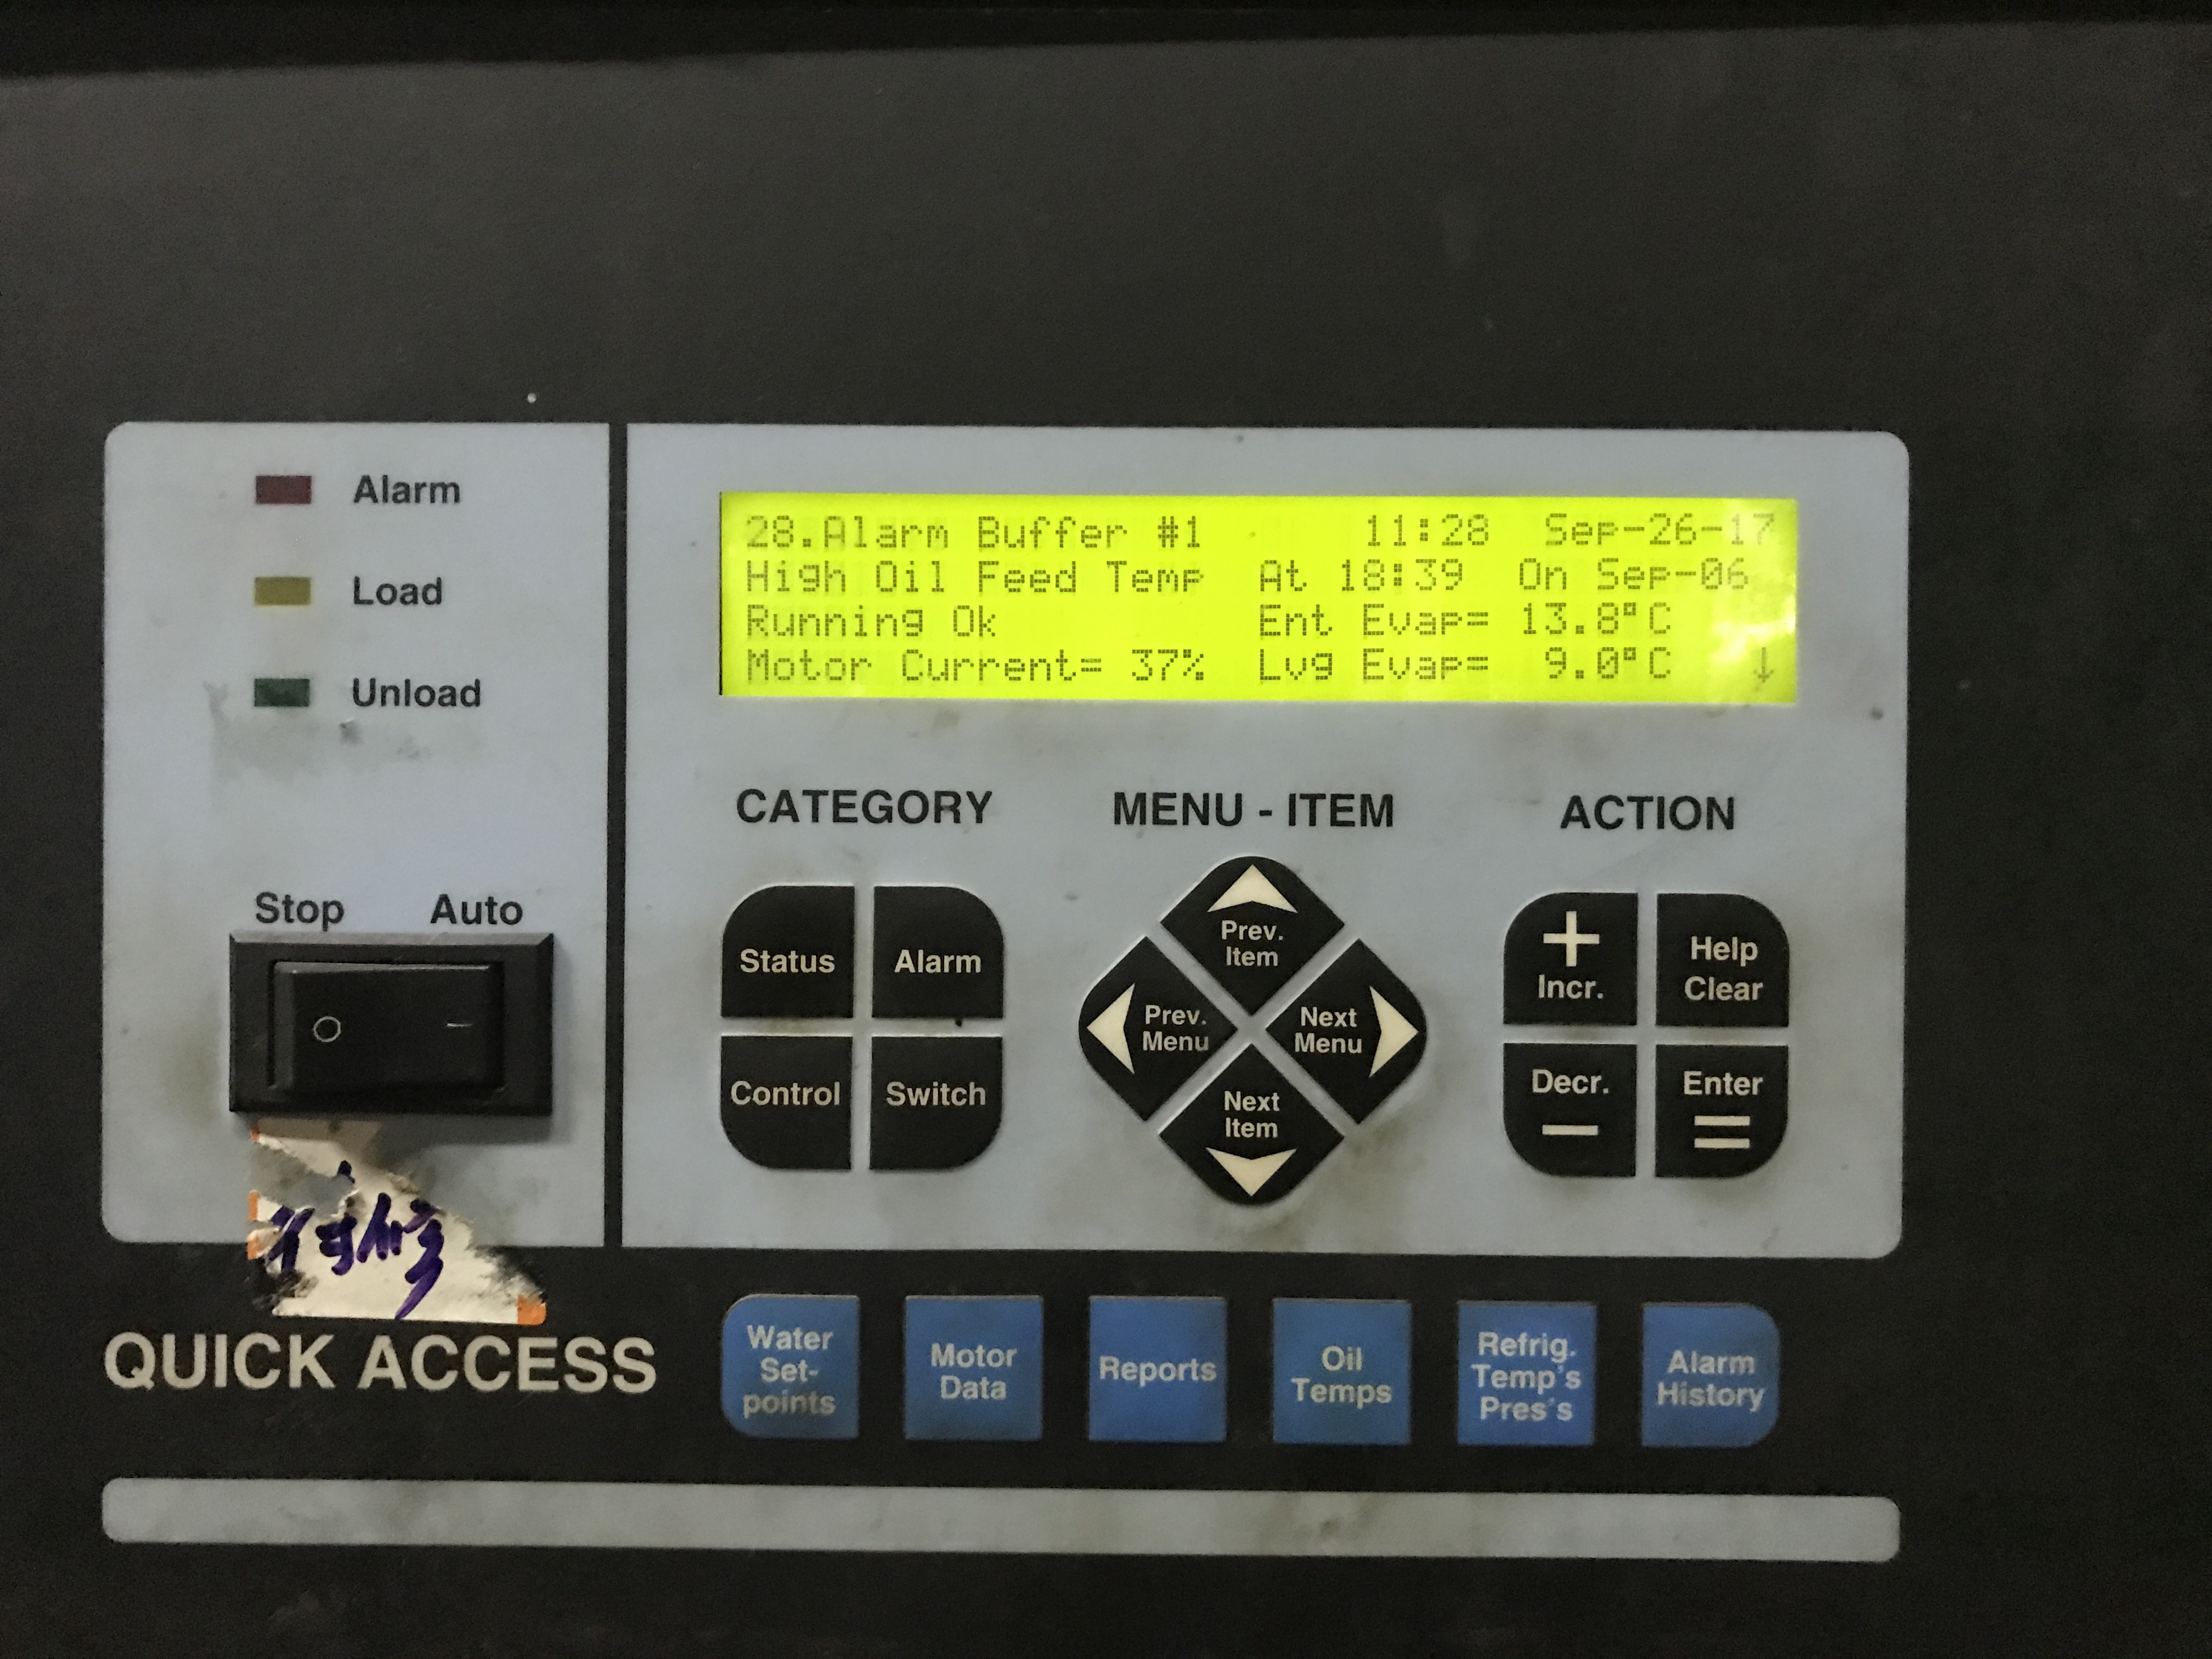 Alarm
Load
Unload
Stop Auto
28.Alarm Buffer #1 11:28 Sep-26-17
High Oil Feed Temp At 18:39 On Sep-06
Running Ok Ent Evap= 13.8°C
Motor Current= 37% Lvg Evap= 9.0°C ↓
CATEGORY
MENU - ITEM
ACTION
Status
Alarm
Control
Switch
Prev.
Item
Prev.
Menu
Next
Menu
Next
Item
+
Incr.
Help
Clear
Decr.
−
Enter
=
QUICK ACCESS
Water
Set-
points
Motor
Data
Reports
Oil
Temps
Refrig.
Temp's
Pres's
Alarm
History